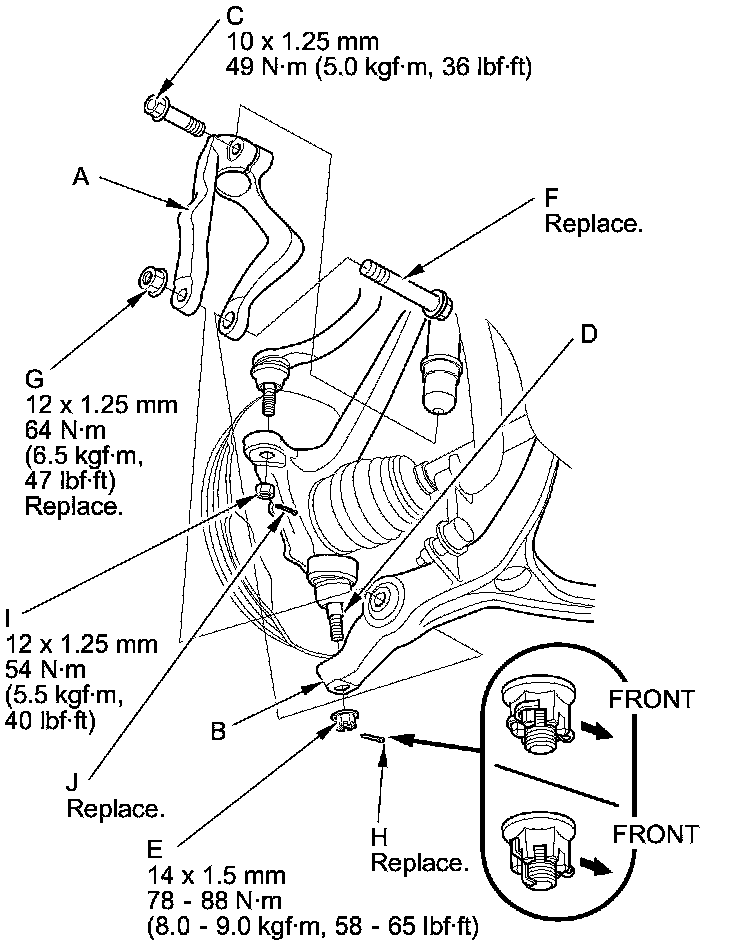 C
10 x 1.25 mm
49 N·m (5.0 kgf·m, 36 lbf·ft)
A
F
Replace.
D
G
12 x 1.25 mm
64 N·m
(6.5 kgf·m,
47 lbf·ft)
Replace.
I
12 x 1.25 mm
54 N·m
(5.5 kgf·m,
40 lbf·ft)
B
FRONT
J
Replace.
H
Replace.
FRONT
E
14 x 1.5 mm
78 - 88 N·m
(8.0 - 9.0 kgf·m, 58 - 65 lbf·ft)